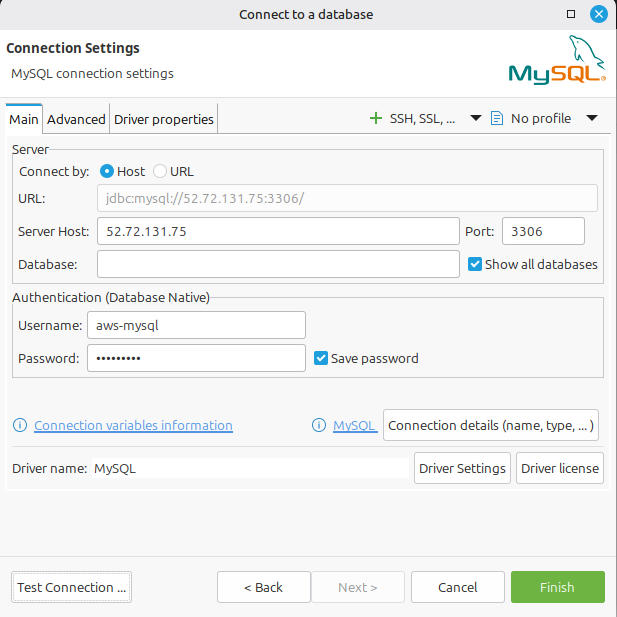 Connect to a database
Connection Settings
MySQL connection settings
MySQL®
Main Advanced Driver properties SSH, SSL, ... No profile
Server
Connect by: Host URL
URL: jdbc:mysql://52.72.131.75:3306/
Server Host: 52.72.131.75 Port: 3306
Database: Show all databases
Authentication (Database Native)
Username: aws-mysql
Password: ••••••••• Save password
Connection variables information MySQL Connection details (name, type, ... )
Driver name: MySQL Driver Settings Driver license
Test Connection ... < Back Next > Cancel Finish